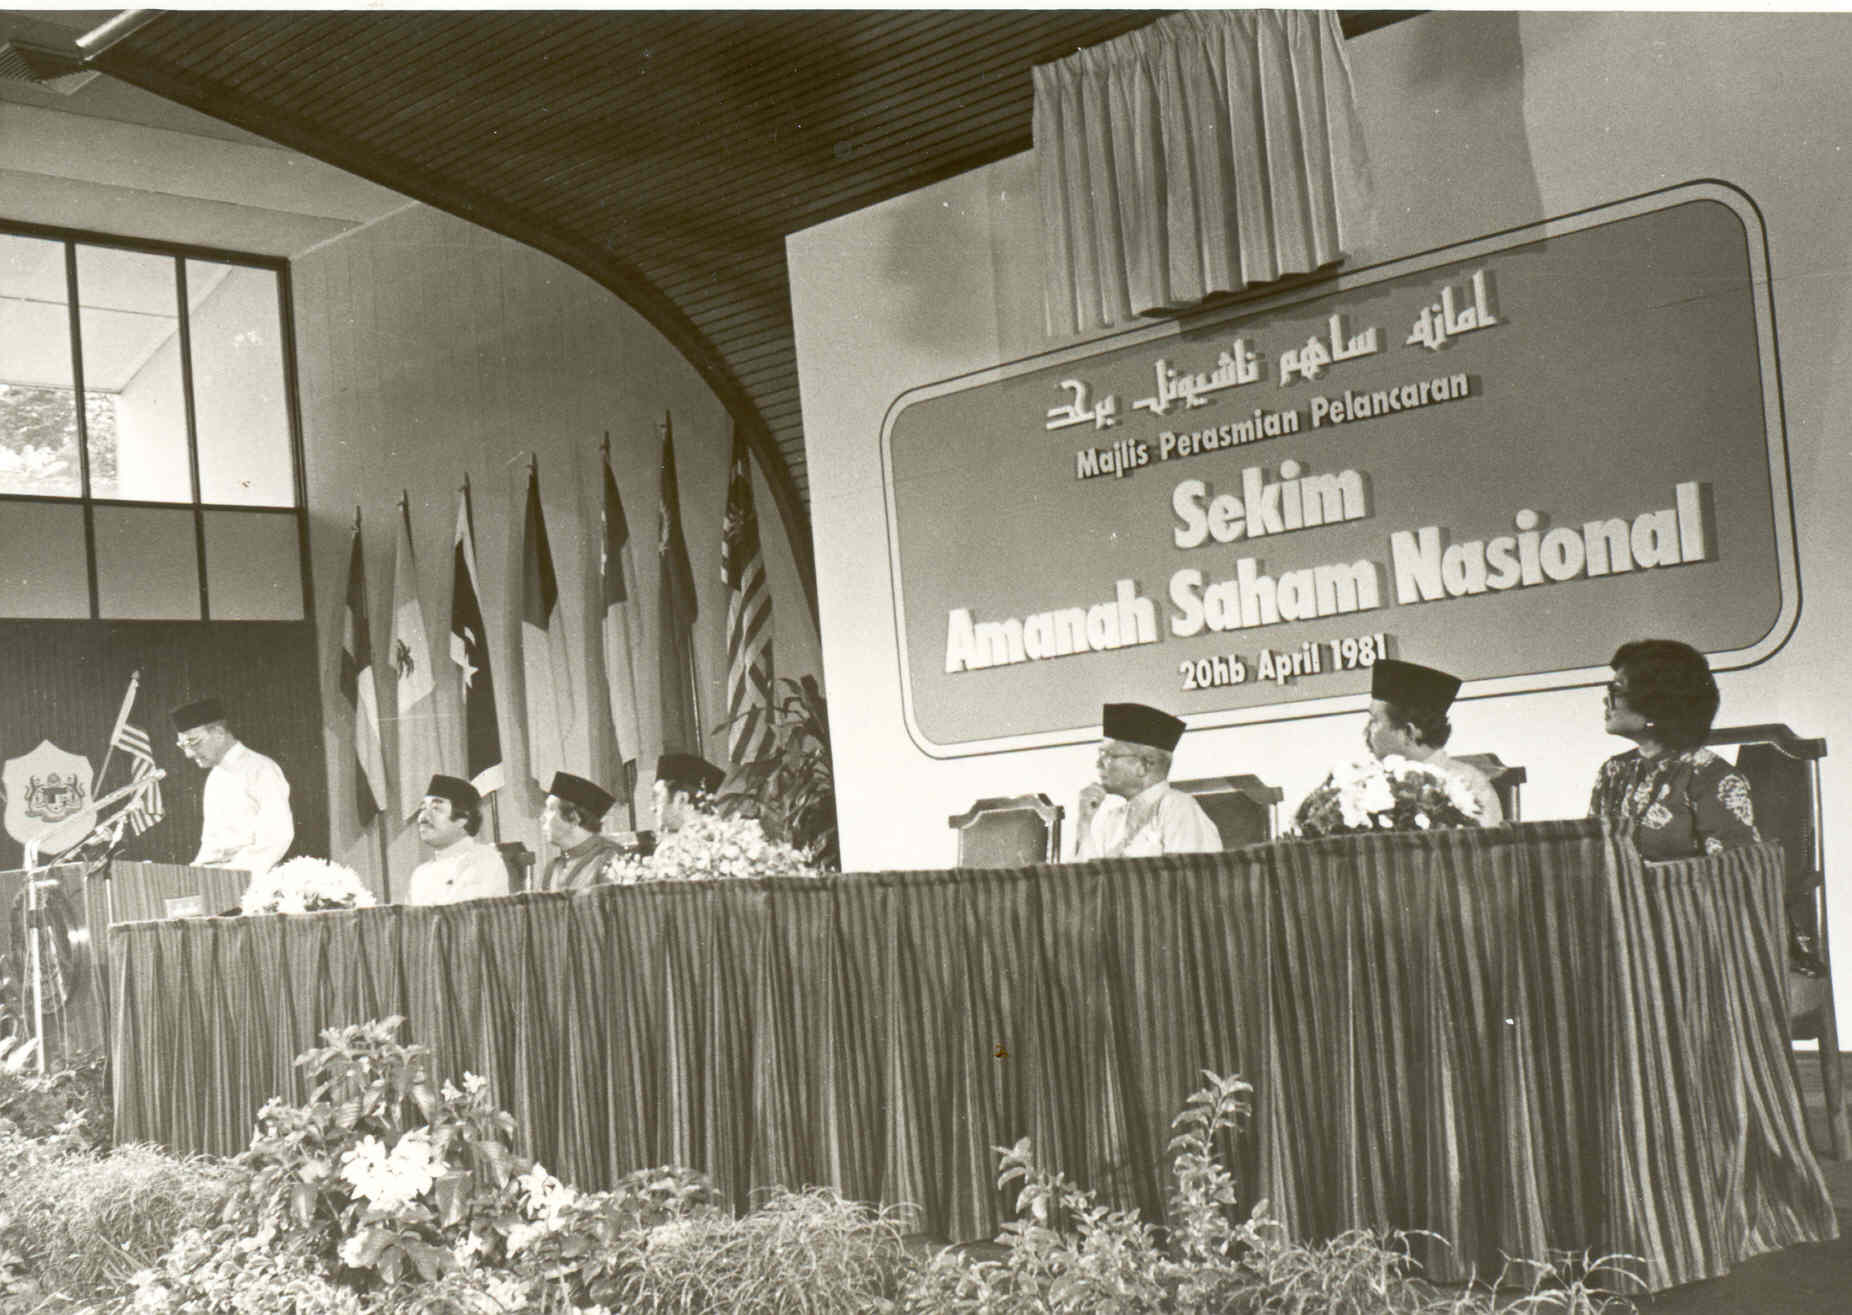 امانه ساهم ناشيونل برحد
Majlis Perasmian Pelancaran
Sekim
Amanah Saham Nasional
20hb April 1981